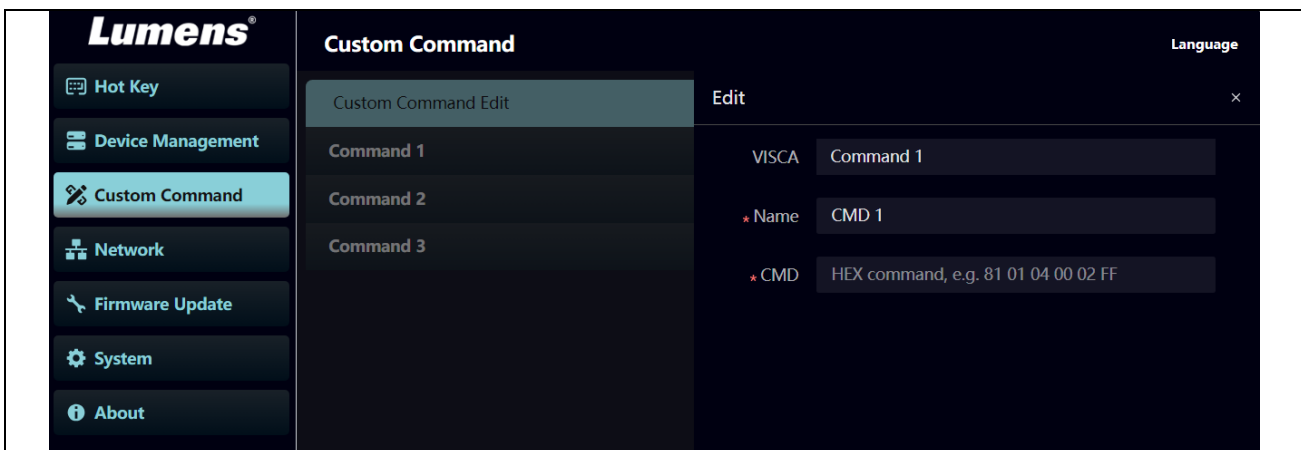 Lumens®
Hot Key
Device Management
Custom Command
Network
Firmware Update
System
About
Custom Command
Language
Custom Command Edit
Command 1
Command 2
Command 3
Edit
×
VISCA Command 1
* Name CMD 1
* CMD HEX command, e.g. 81 01 04 00 02 FF